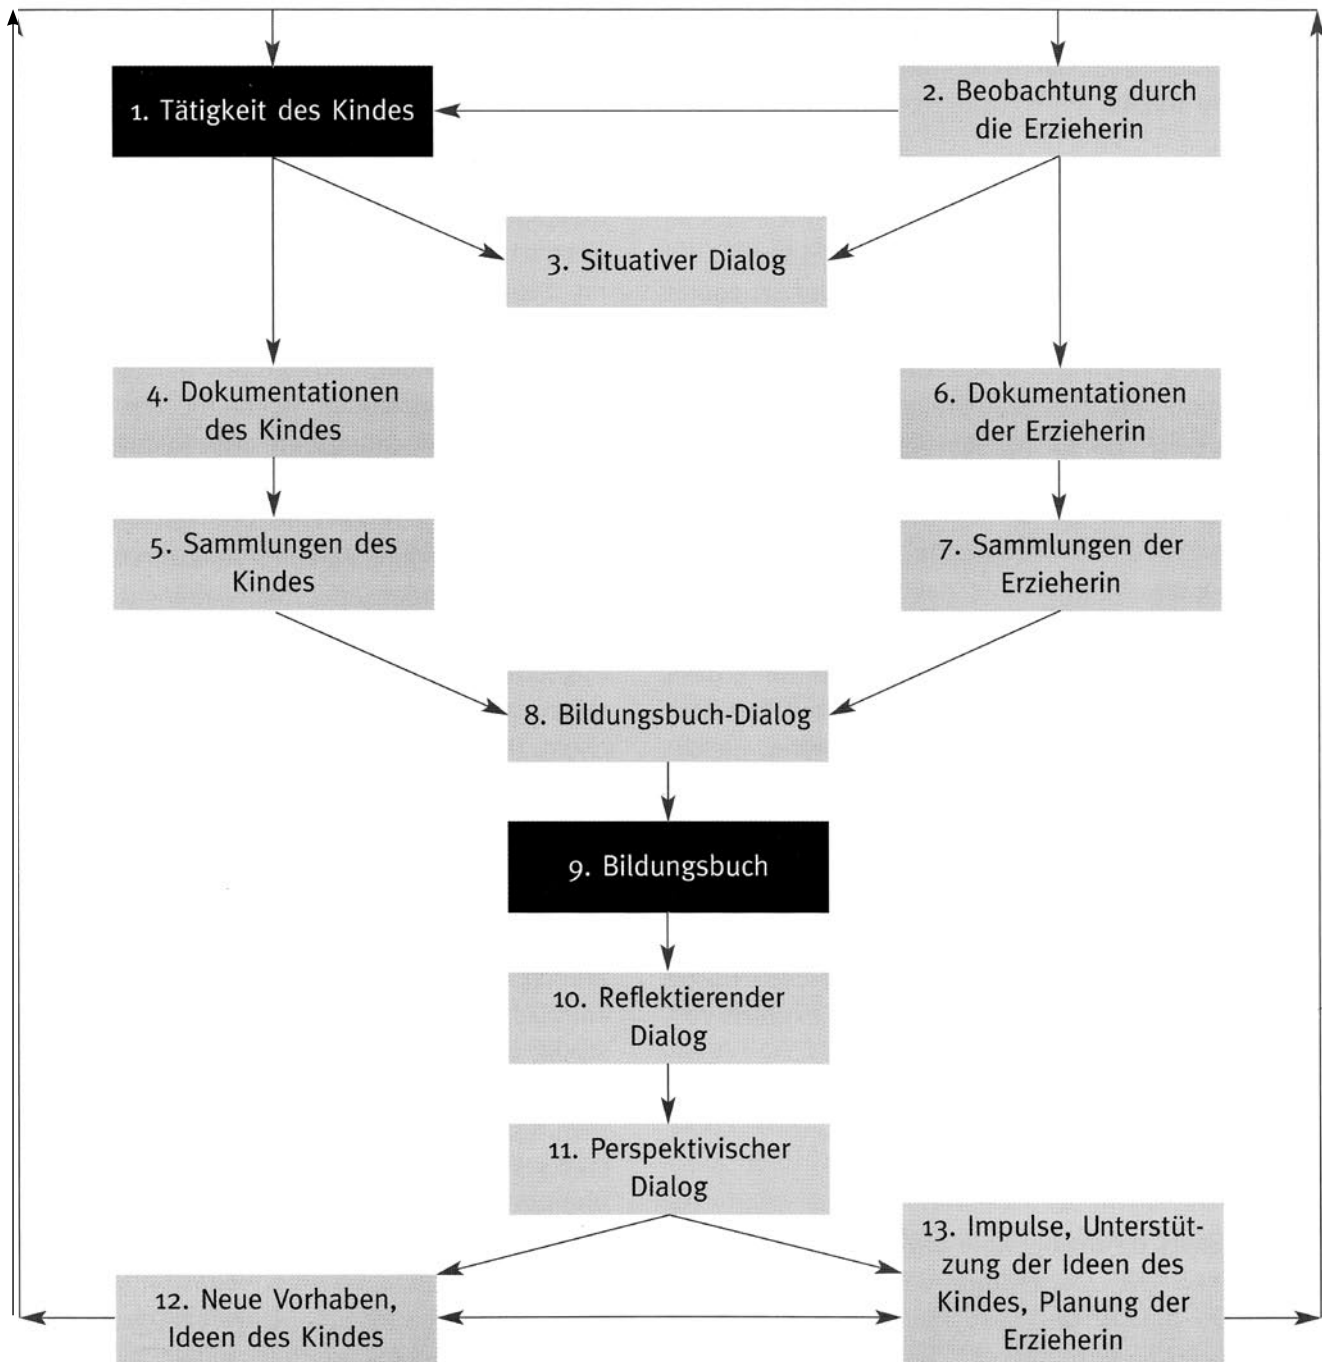 1. Tätigkeit des Kindes
2. Beobachtung durch
die Erzieherin
3. Situativer Dialog
4. Dokumentationen
des Kindes
6. Dokumentationen
der Erzieherin
5. Sammlungen des
Kindes
7. Sammlungen der
Erzieherin
8. Bildungsbuch-Dialog
9. Bildungsbuch
10. Reflektierender
Dialog
11. Perspektivischer
Dialog
12. Neue Vorhaben,
Ideen des Kindes
13. Impulse, Unterstüt-
zung der Ideen des
Kindes, Planung der
Erzieherin